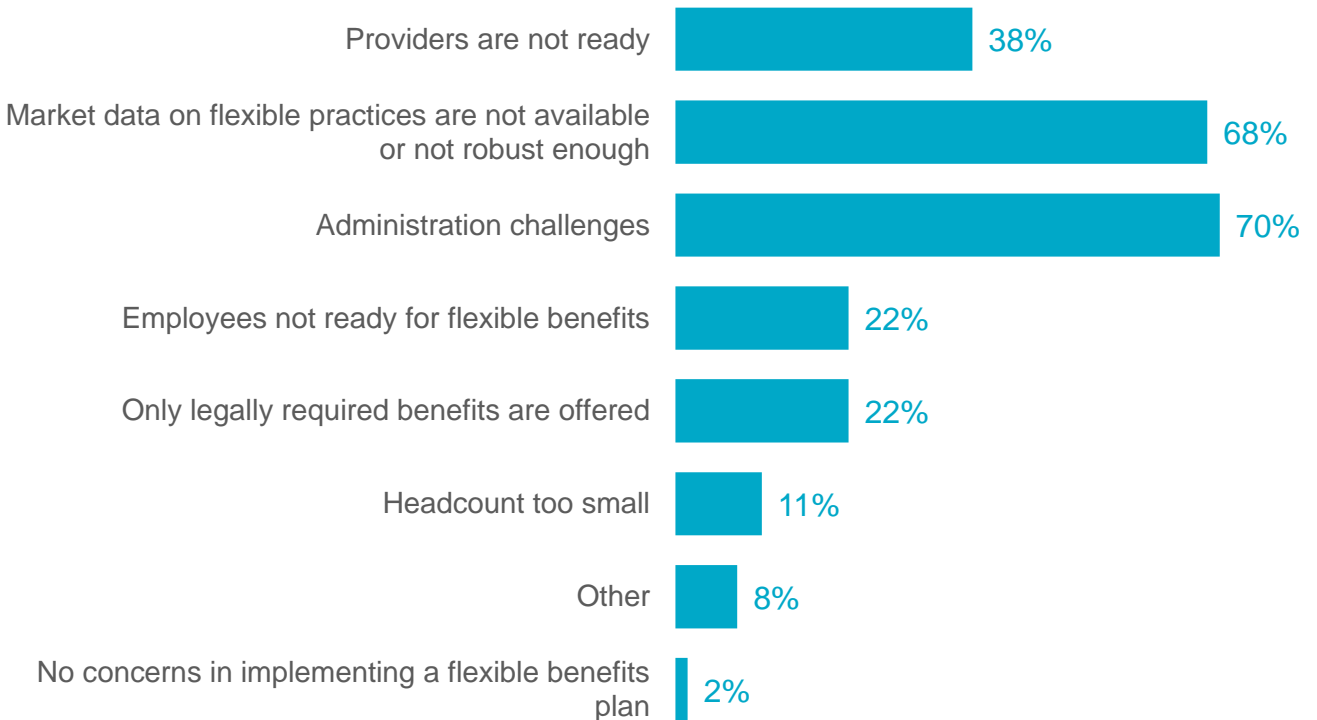 Providers are not ready
38%
Market data on flexible practices are not available
or not robust enough
68%
Administration challenges
70%
Employees not ready for flexible benefits
22%
Only legally required benefits are offered
22%
Headcount too small
11%
Other
8%
No concerns in implementing a flexible benefits
plan
2%